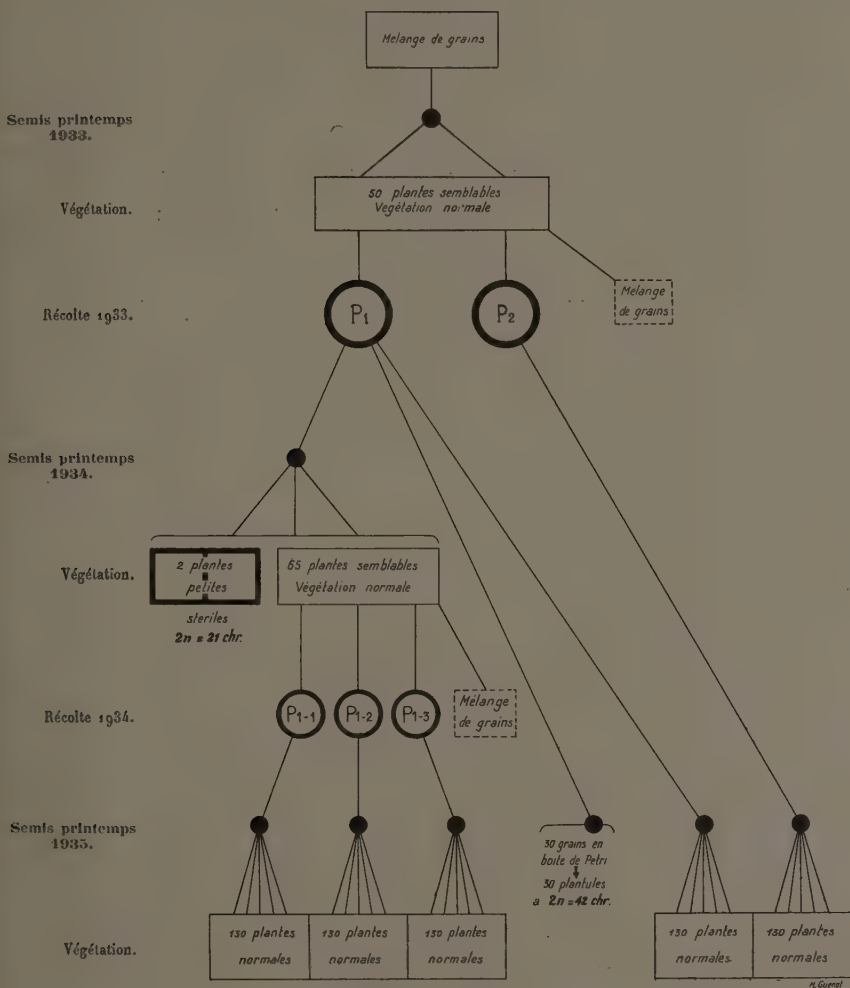 Mélange de grains
Semis printemps
1933.
Végétation.
50 plantes semblables
Végétation normale
Récolte 1933.
P1
P2
Mélange
de grains
Semis printemps
1934.
Végétation.
2 plantes
petites
65 plantes semblables
Végétation normale
steriles
2n = 21 chr.
Récolte 1934.
P1-1
P1-2
P1-3
Mélange
de grains
Semis printemps
1935.
30 grains en
boite de Petri
30 plantules
a 2n = 42 chr.
Végétation.
130 plantes
normales
130 plantes
normales
130 plantes
normales
130 plantes
normales.
130 plantes
normales